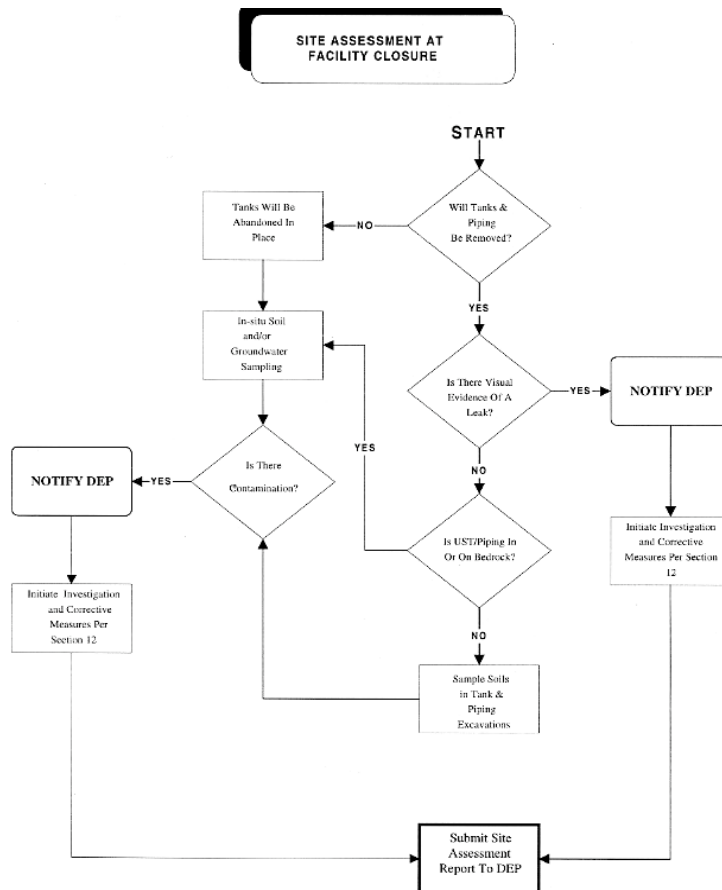 SITE ASSESSMENT AT
FACILITY CLOSURE
START
Will Tanks &
Piping
Be Removed?
NO
Tanks Will Be
Abandoned In
Place
YES
In-situ Soil
and/or
Groundwater
Sampling
Is There Visual
Evidence Of A
Leak?
YES
NOTIFY DEP
YES
NO
Is There
Contamination?
YES
NOTIFY DEP
Is UST/Piping In
Or On Bedrock?
Initiate Investigation
and Corrective
Measures Per Section
12
Initiate Investigation
and Corrective
Measures Per
Section 12
NO
Sample Soils
in Tank &
Piping
Excavations
Submit Site
Assessment
Report To DEP